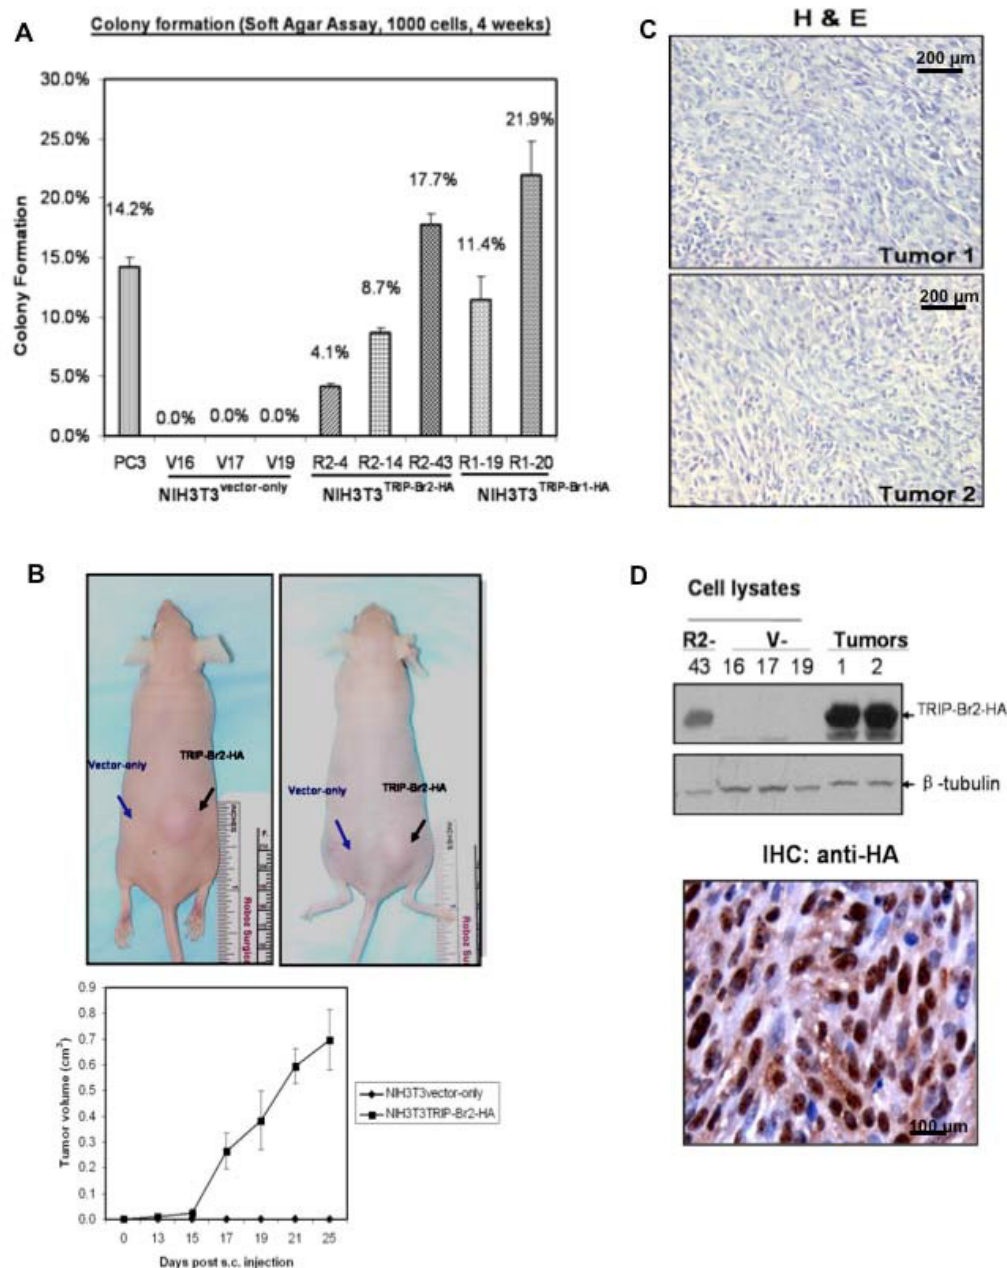 A
Colony formation (Soft Agar Assay, 1000 cells, 4 weeks)
Colony Formation
30.0%
25.0%
20.0%
15.0%
10.0%
5.0%
0.0%
14.2%
0.0%
0.0%
0.0%
4.1%
8.7%
17.7%
11.4%
21.9%
PC3 V16 V17 V19 R2-4 R2-14 R2-43 R1-19 R1-20
NIH3T3vector-only NIH3T3TRIP-Br2-HA NIH3T3TRIP-Br1-HA
C
H & E
200 µm
Tumor 1
200 µm
Tumor 2
B
Vector-only
TRIP-Br2-HA
INCHES
Roboz Surgic
Vector-only
TRIP-Br2-HA
Roboz Sur
Tumor volume (cm3)
0.9
0.8
0.7
0.6
0.5
0.4
0.3
0.2
0.1
0.0
0 13 15 17 19 21 25
Days post s.c. injection
NIH3T3vector-only
NIH3T3TRIP-Br2-HA
D
Cell lysates
R2- V- Tumors
43 16 17 19 1 2
TRIP-Br2-HA
β-tubulin
IHC: anti-HA
100 µm